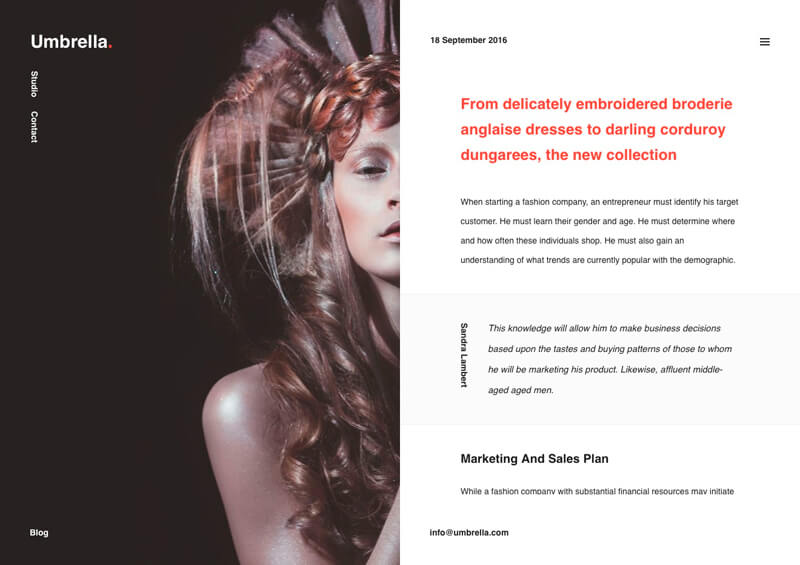 Umbrella.
Studio
Contact
Blog
18 September 2016
From delicately embroidered broderie
anglaise dresses to darling corduroy
dungarees, the new collection
When starting a fashion company, an entrepreneur must identify his target
customer. He must learn their gender and age. He must determine where
and how often these individuals shop. He must also gain an
understanding of what trends are currently popular with the demographic.
Sandra Lambert
This knowledge will allow him to make business decisions
based upon the tastes and buying patterns of those to whom
he will be marketing his product. Likewise, affluent middle-
aged aged men.
Marketing And Sales Plan
While a fashion company with substantial financial resources may initiate
info@umbrella.com